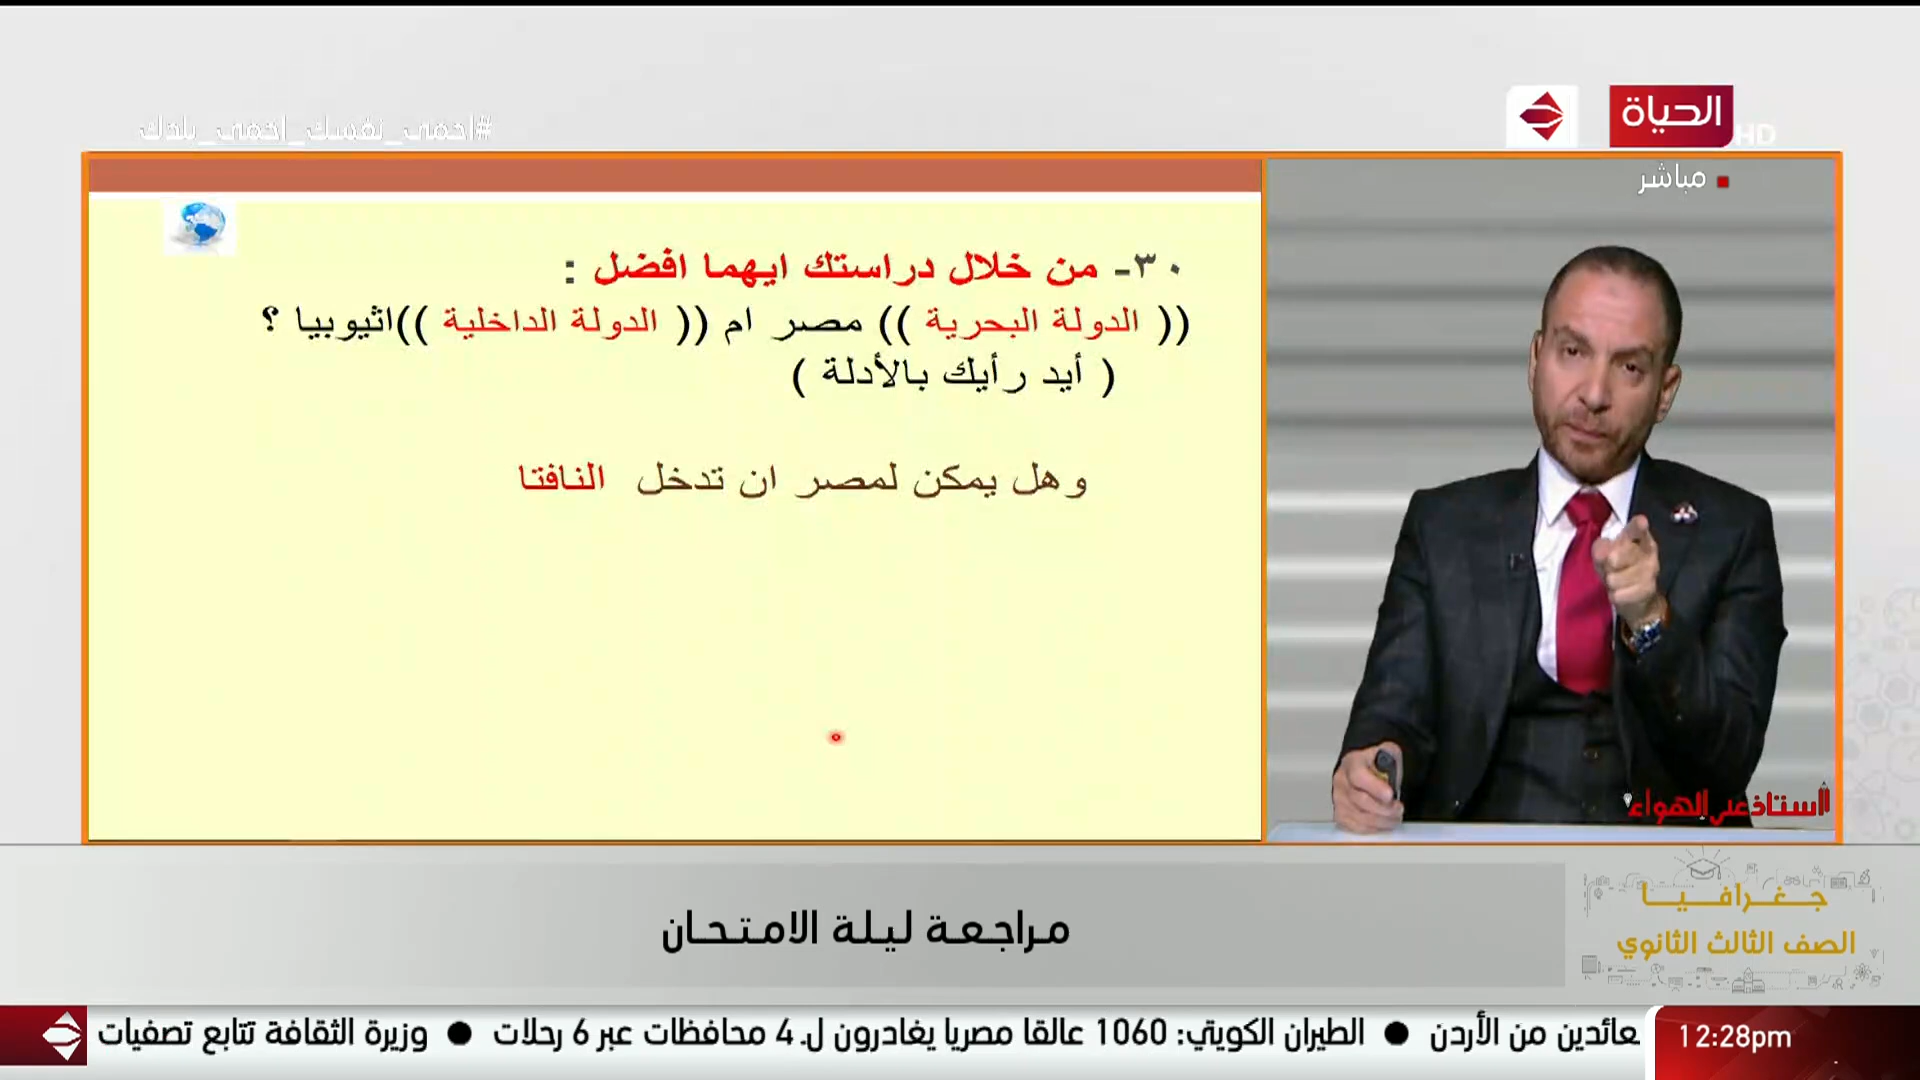 #احمي_نفسك_احمي_بلدك
الحياة
HD
مباشر
٣٠- من خلال دراستك ايهما افضل :
(( الدولة البحرية )) مصر ام (( الدولة الداخلية ))اثيوبيا ؟
( أيد رأيك بالأدلة )
وهل يمكن لمصر ان تدخل النافتا
أستاذ على الهواء
جغرافيا
الصف الثالث الثانوي
مراجعة ليلة الامتحان
عائدين من الأردن ● الطيران الكويتي: 1060 عالقا مصريا يغادرون لـ 4 محافظات عبر 6 رحلات ● وزيرة الثقافة تتابع تصفيات
12:28pm